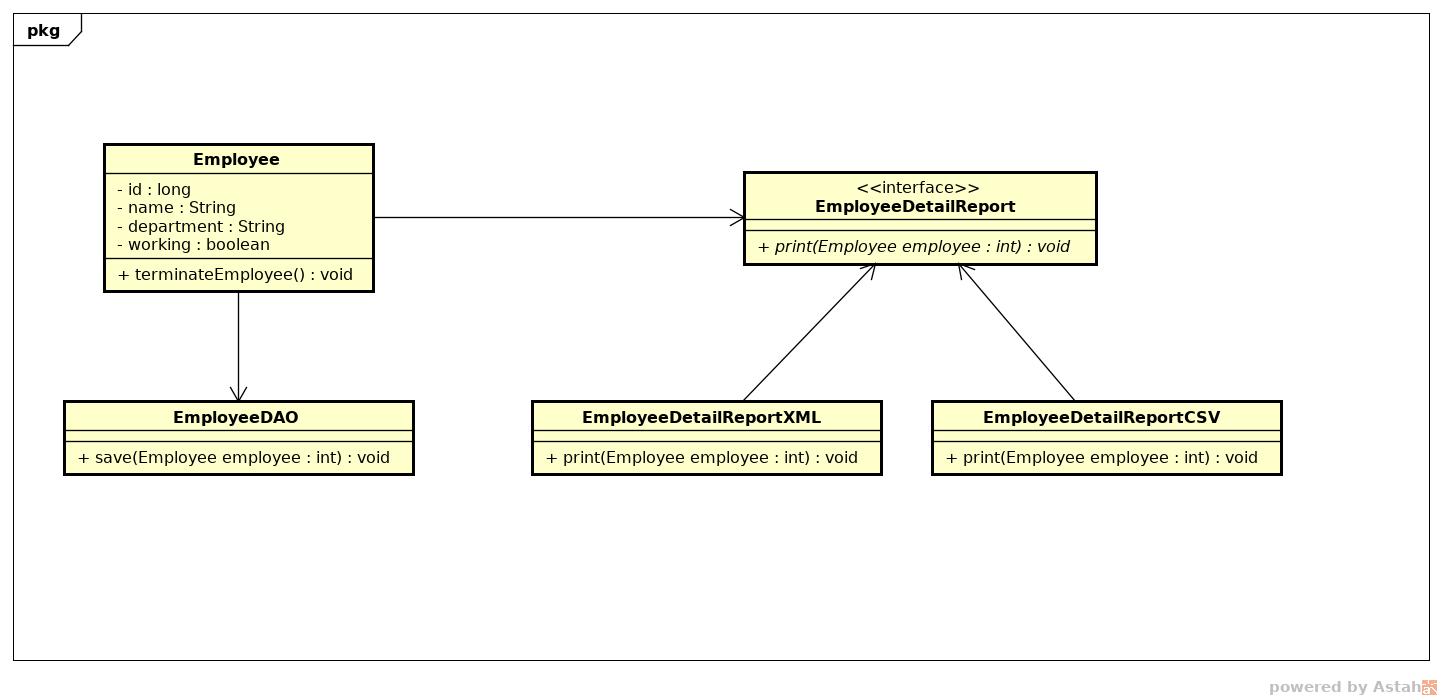 pkg
Employee
- id : long
- name : String
- department : String
- working : boolean
+ terminateEmployee() : void
<<interface>>
EmployeeDetailReport
+ print(Employee employee : int) : void
EmployeeDAO
+ save(Employee employee : int) : void
EmployeeDetailReportXML
+ print(Employee employee : int) : void
EmployeeDetailReportCSV
+ print(Employee employee : int) : void
powered by Astah